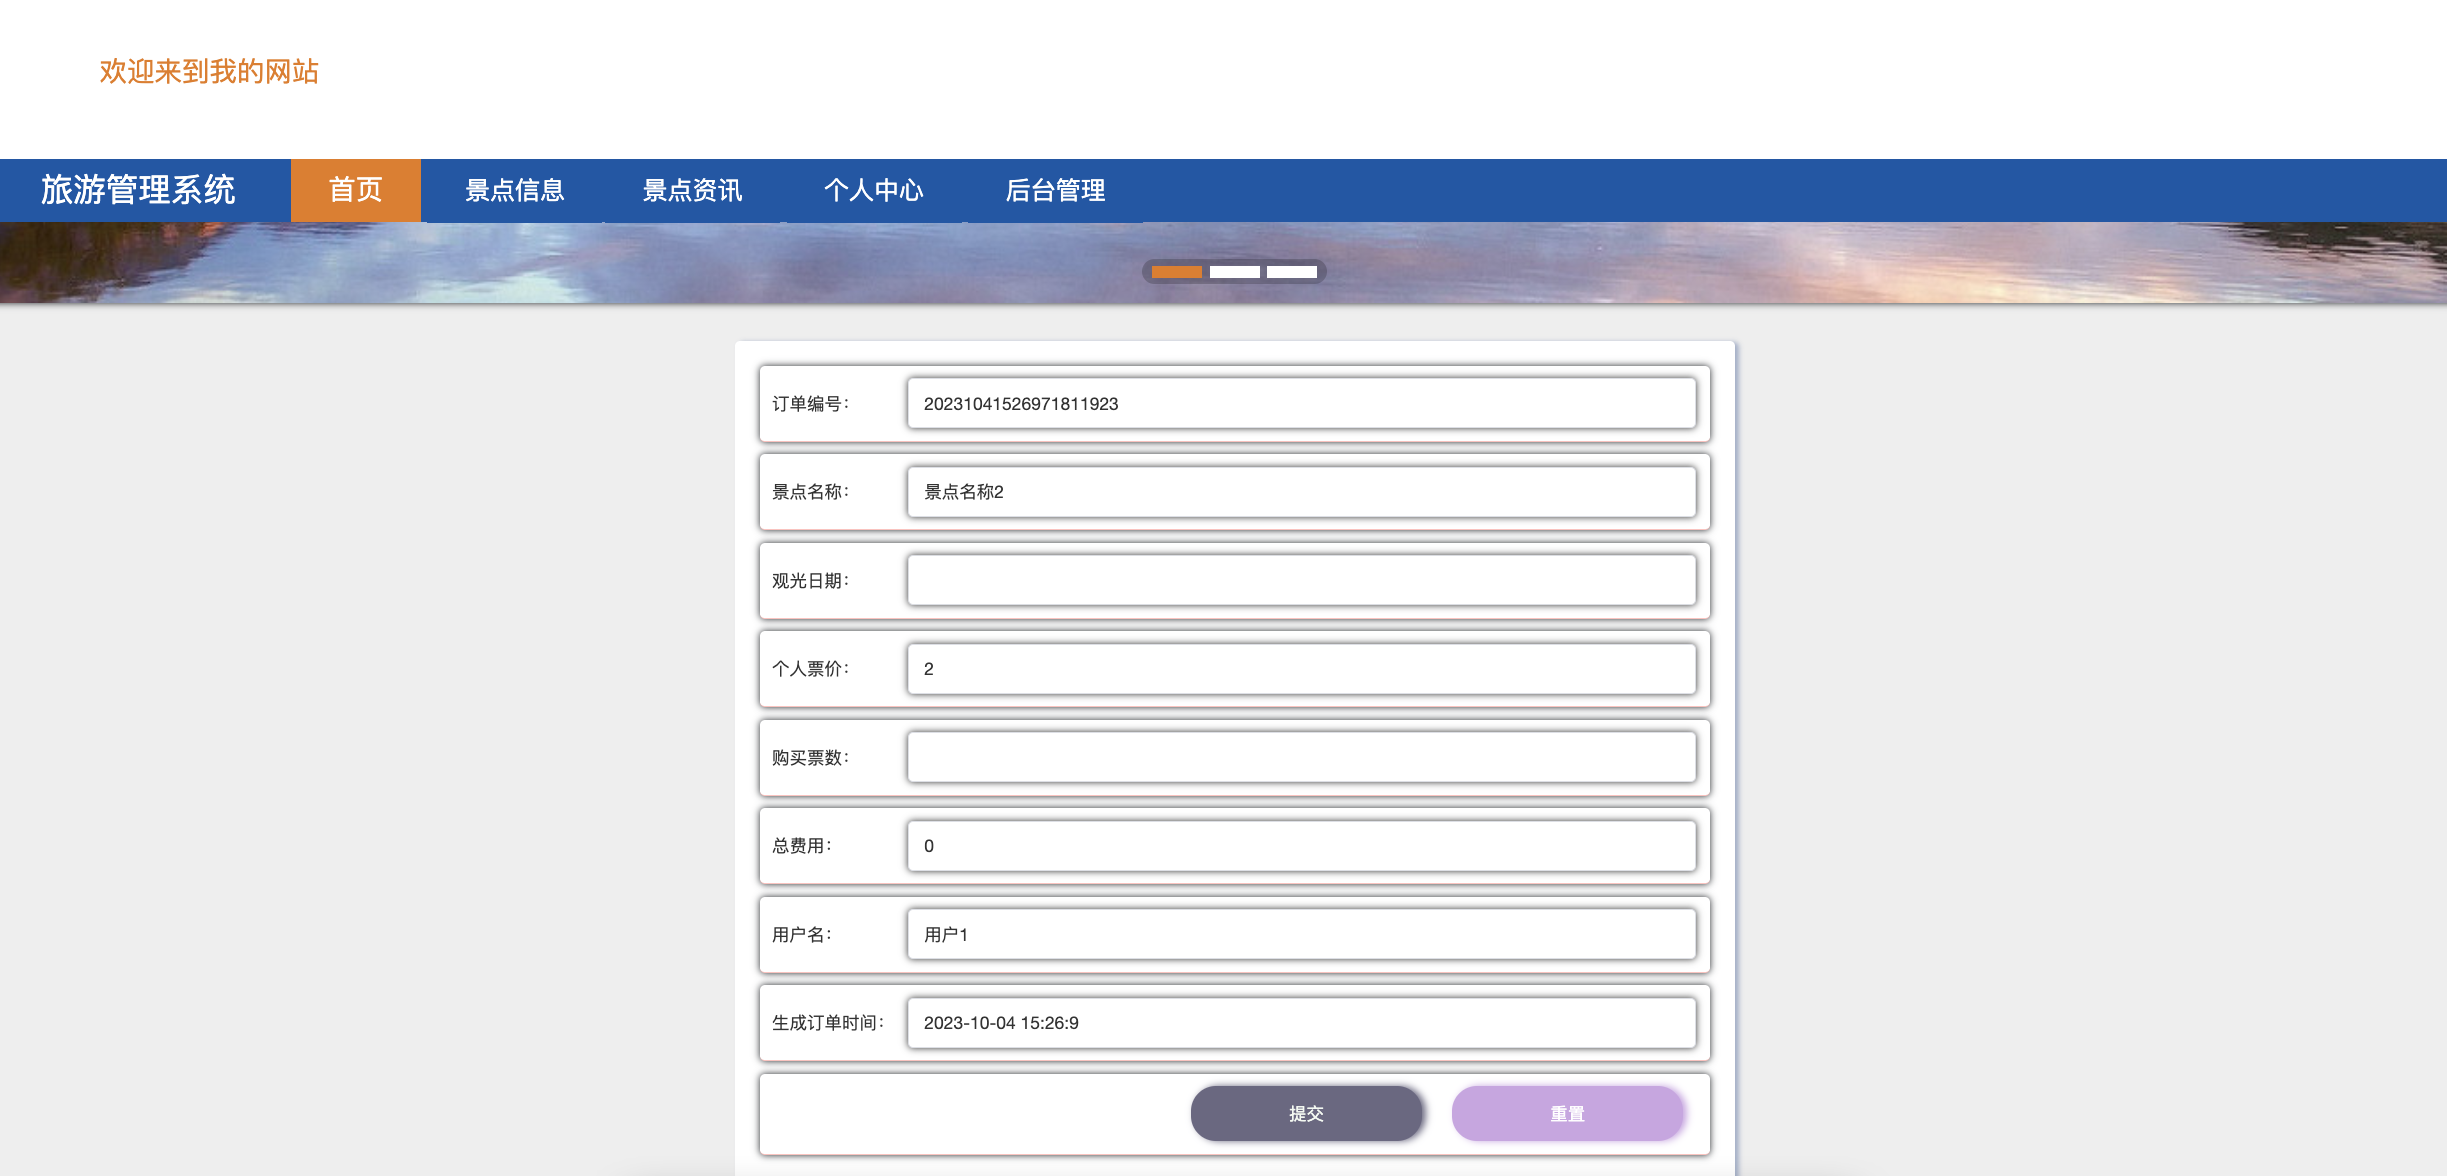 欢迎来到我的网站
旅游管理系统 首页 景点信息 景点资讯 个人中心 后台管理
订单编号： 20231041526971811923
景点名称： 景点名称2
观光日期：
个人票价： 2
购买票数：
总费用： 0
用户名： 用户1
生成订单时间： 2023-10-04 15:26:9
提交 重置